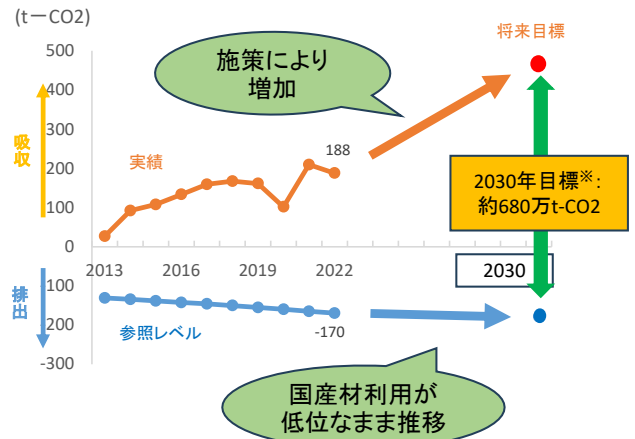 (t－CO2)
500
400
300
200
100
0
100
200
-300
吸収
排出
施策により
増加
将来目標
実績
188
2030年目標※:
約680万t-CO2
2013
2016
2019
2022
2030
参照レベル
-170
国産材利用が
低位なまま推移